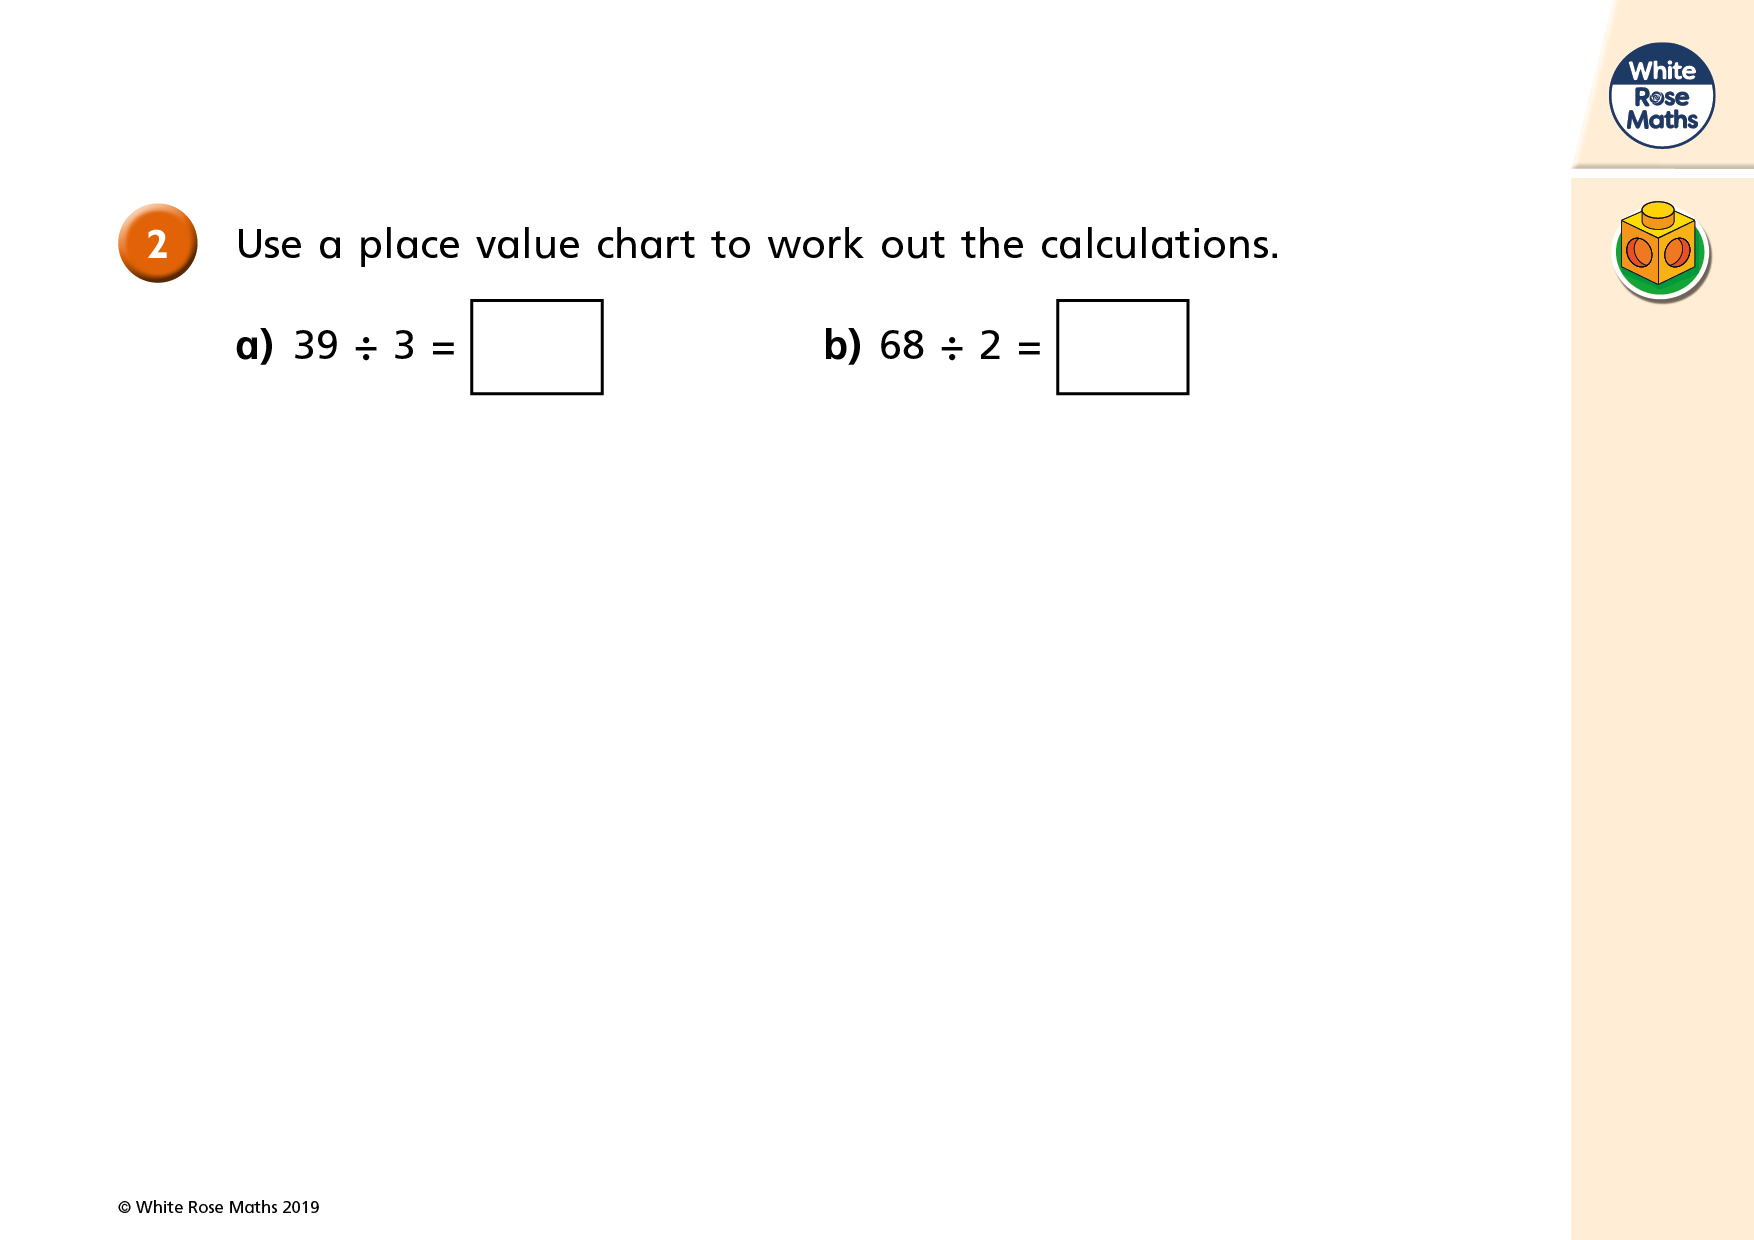 White
Rose
Maths
2 Use a place value chart to work out the calculations.
a) 39 ÷ 3 =
b) 68 ÷ 2 =
© White Rose Maths 2019